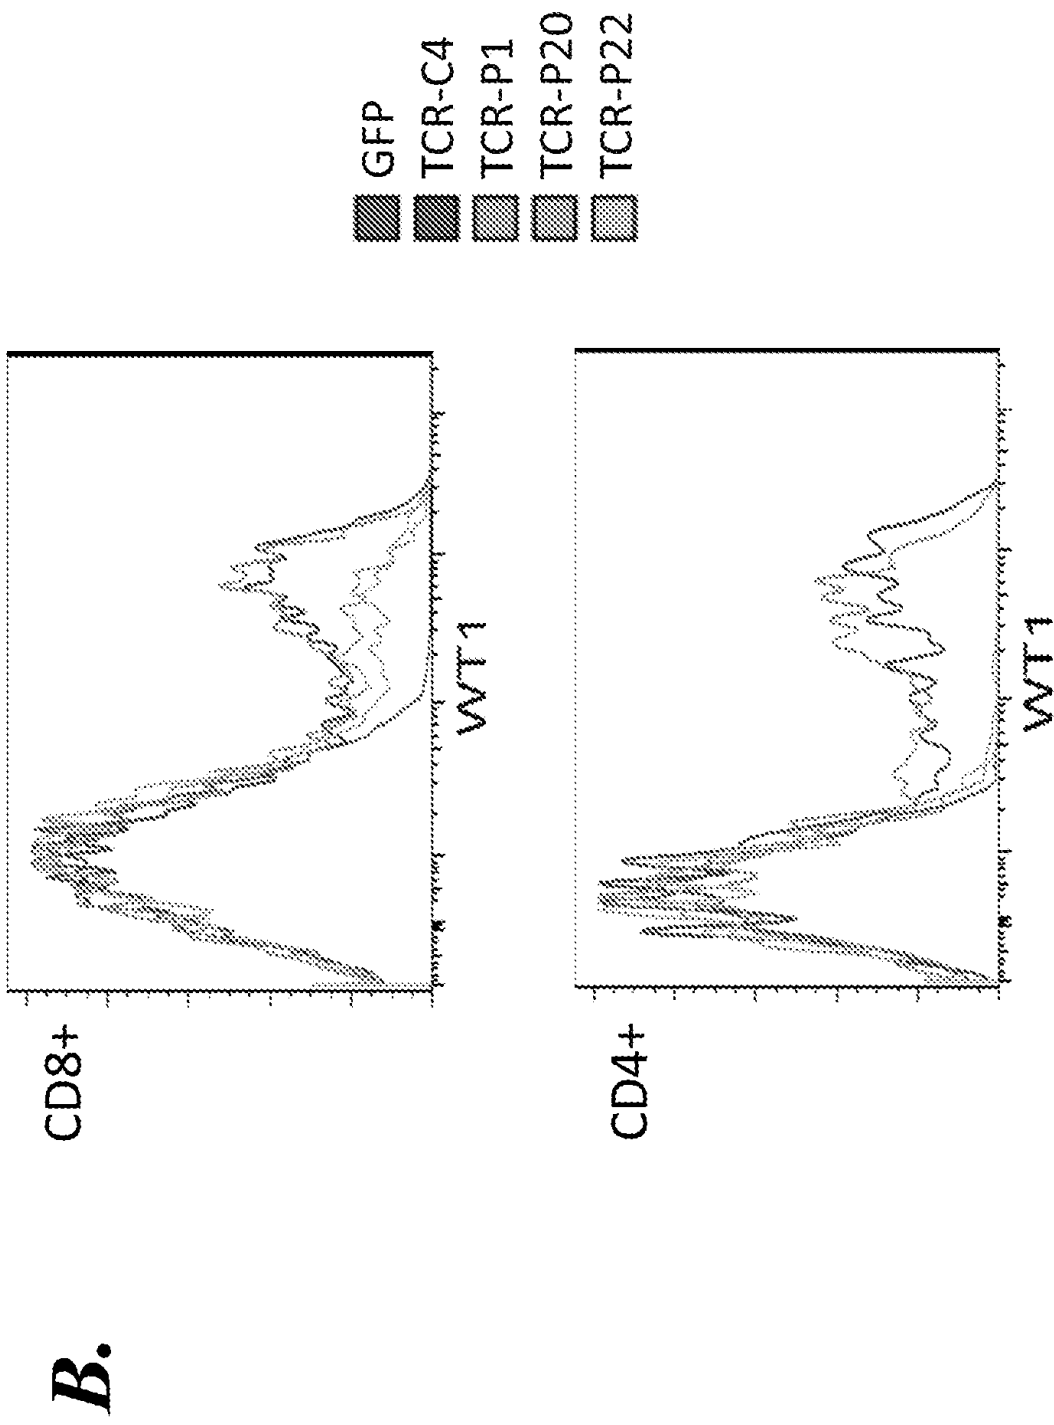 B.
CD8+
WT1
CD4+
WT1
GFP
TCR-C4
TCR-P1
TCR-P20
TCR-P22